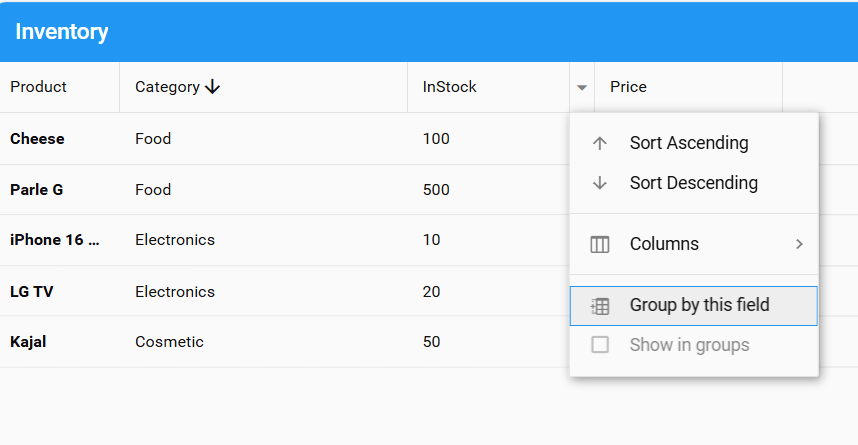 Inventory
Product Category InStock Price
Cheese Food 100
Sort Ascending
Parle G Food 500
Sort Descending
iPhone 16 ... Electronics 10
Columns
LG TV Electronics 20
Group by this field
Kajal Cosmetic 50
Show in groups